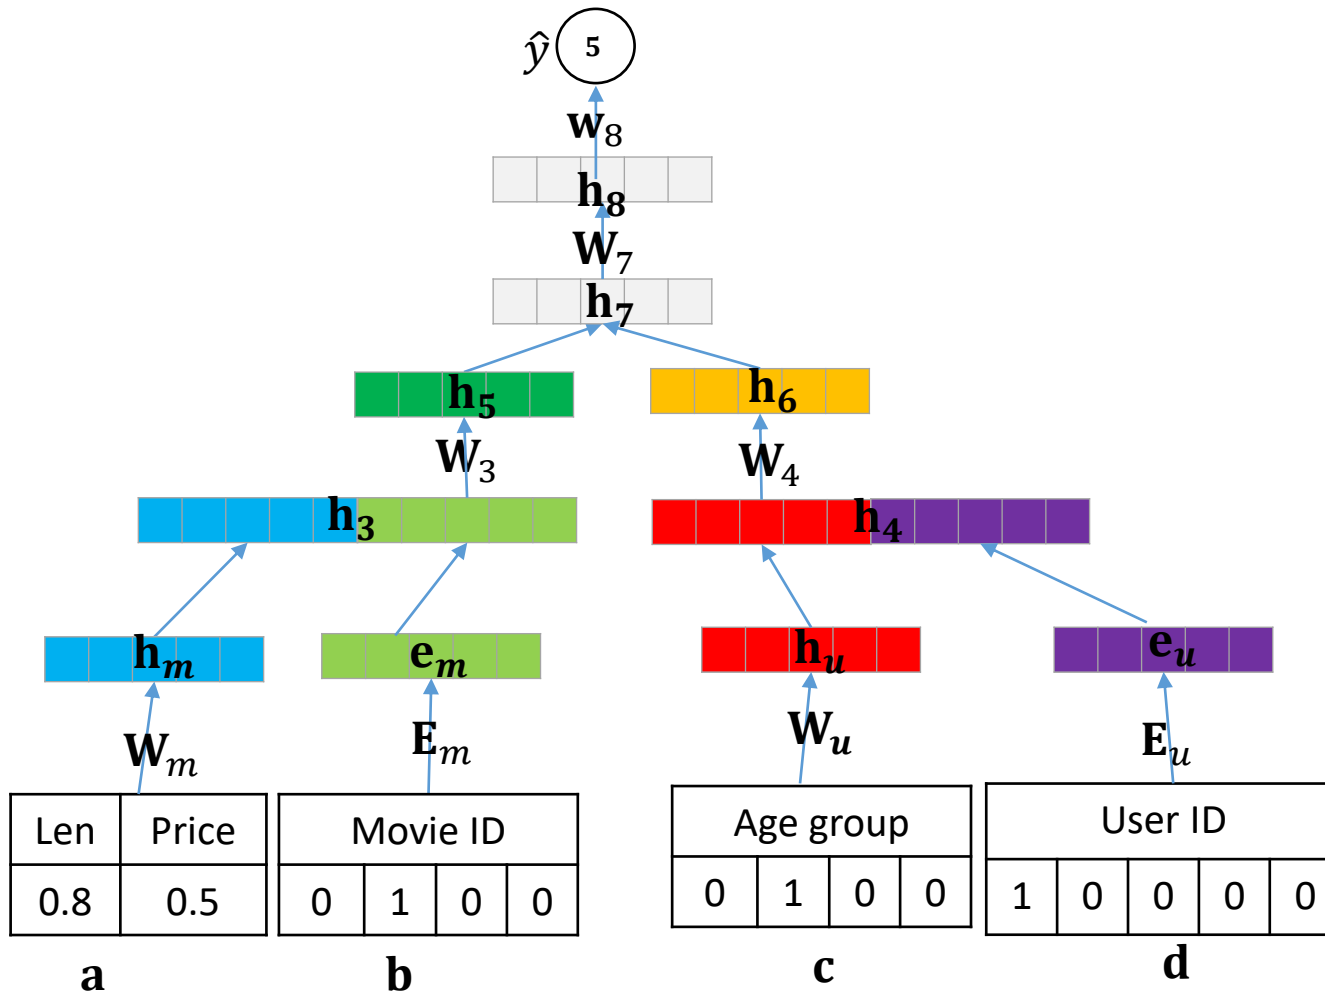 ŷ 5
w₈
h₈
W₇
h₇
h₅ h₆
W₃ W₄
h₃ h₄
hₘ eₘ hᵤ eᵤ
Wₘ Eₘ Wᵤ Eᵤ
Len Price Movie ID Age group User ID
0.8 0.5 0 1 0 0 0 1 0 0 1 0 0 0 0
a b c d